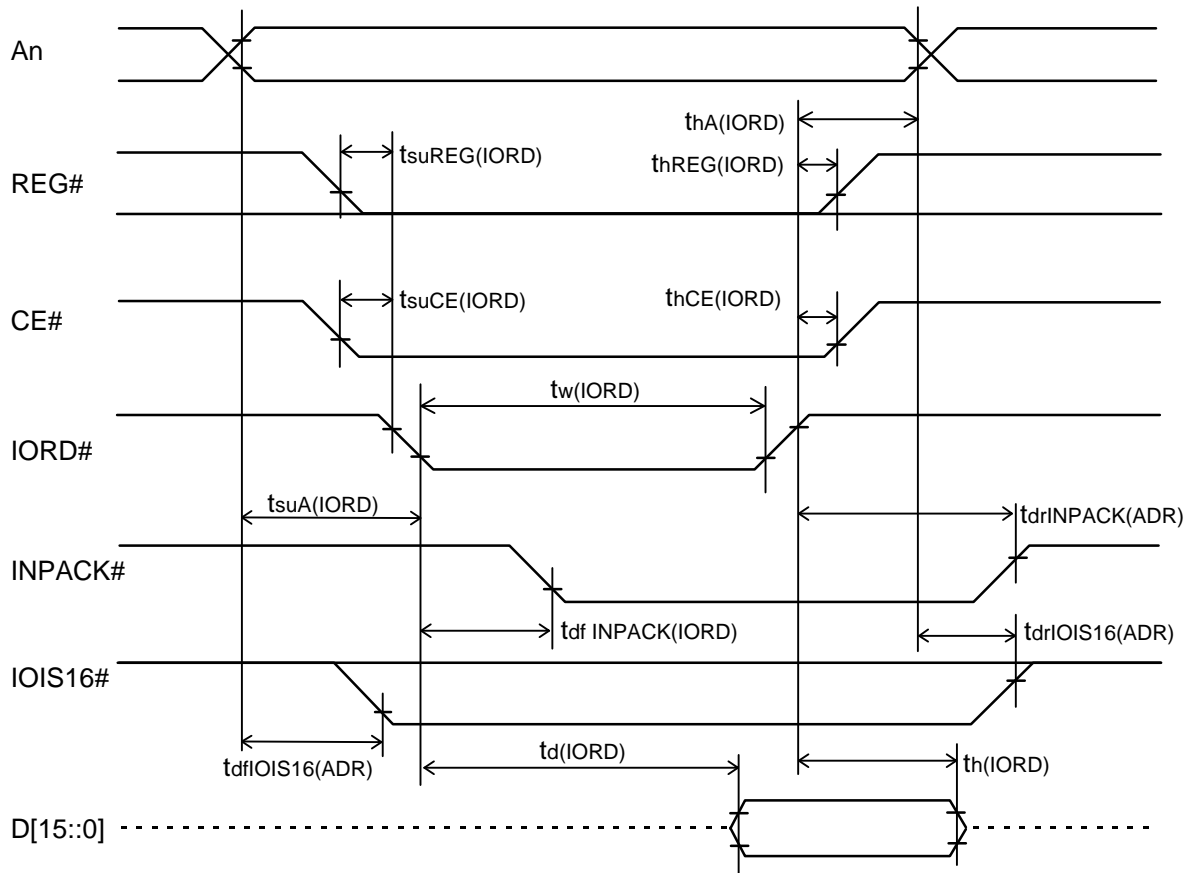 An
thA(IORD)
tsuREG(IORD)
thREG(IORD)
REG#
tsuCE(IORD)
thCE(IORD)
CE#
tw(IORD)
IORD#
tsuA(IORD)
tdrINPACK(ADR)
INPACK#
tdf INPACK(IORD)
tdrIOIS16(ADR)
IOIS16#
tdfIOIS16(ADR)
td(IORD)
th(IORD)
D[15::0]